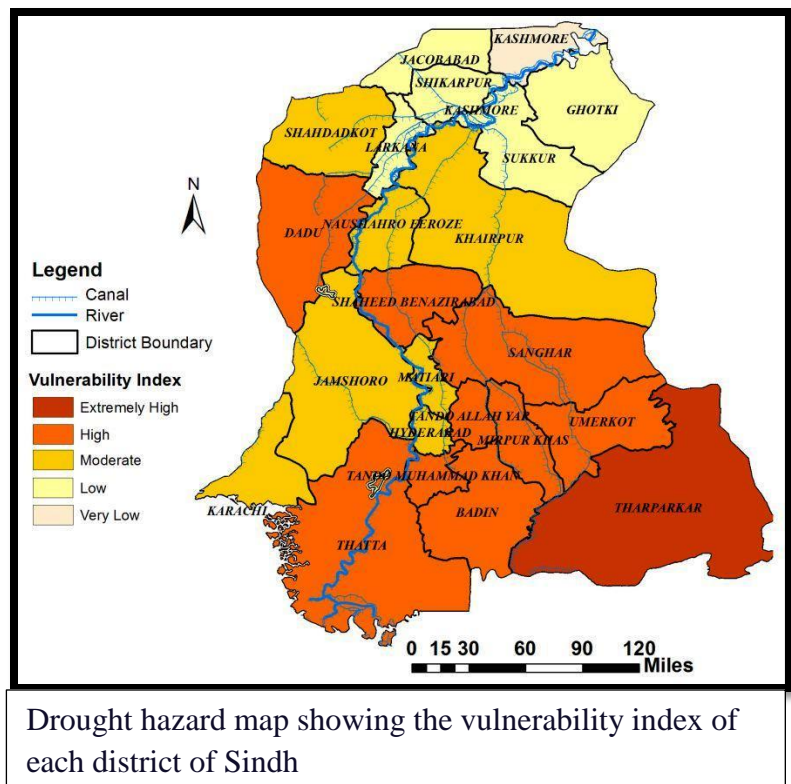 KASHMORE
JACOBABAD
SHIKARPUR
KASHMORE
GHOTKI
SHAHDADKOT
LARKANA
SUKKUR
N
DADU
NAUSHAHRO FEROZE
KHAIRPUR
Legend
Canal
River
District Boundary
SHAHEED BENAZIRABAD
SANGHAR
Vulnerability Index
Extremely High
High
Moderate
Low
Very Low
JAMSHORO
MATIARI
TANDO ALLAH YAR
UMERKOT
HYDERABAD
MIRPUR KHAS
TANDO MUHAMMAD KHAN
KARACHI
BADIN
THARPARKAR
THATTA
0 15 30 60 90 120
Miles
Drought hazard map showing the vulnerability index of
each district of Sindh